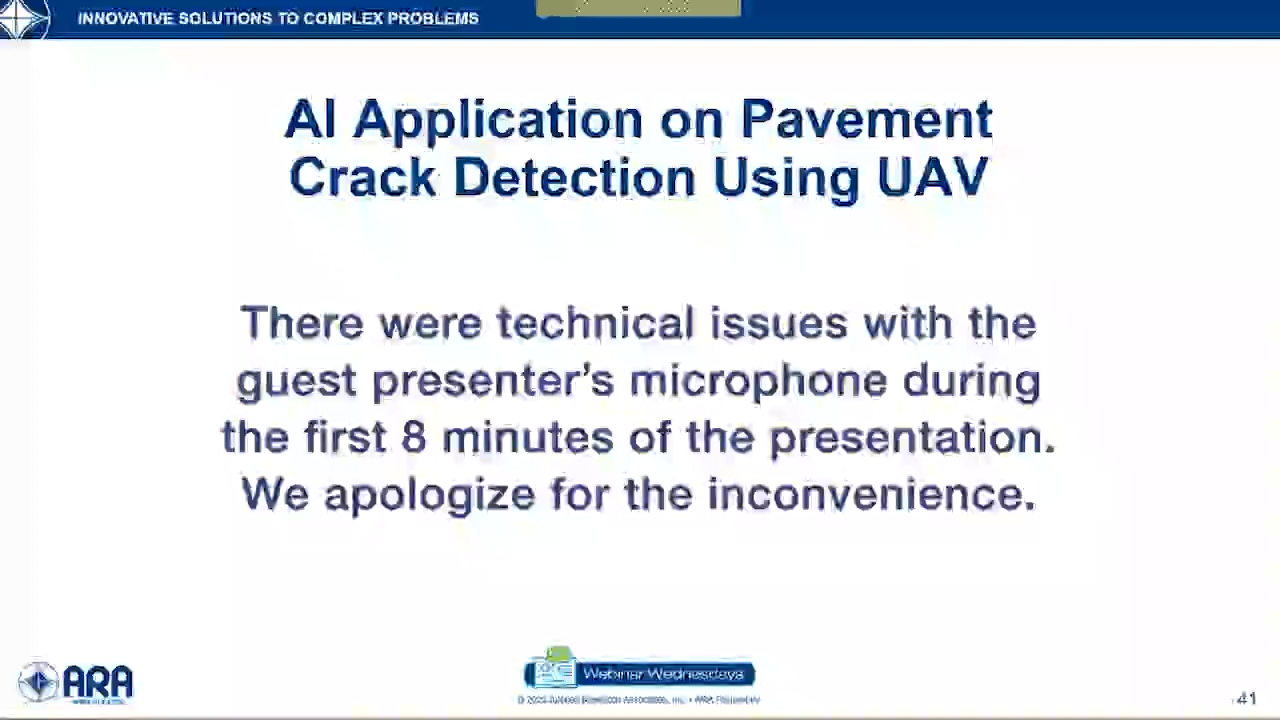 INNOVATIVE SOLUTIONS TO COMPLEX PROBLEMS
AI Application on Pavement
Crack Detection Using UAV
There were technical issues with the
guest presenter's microphone during
the first 8 minutes of the presentation.
We apologize for the inconvenience.
ARA
Webinar Wednesdays
41